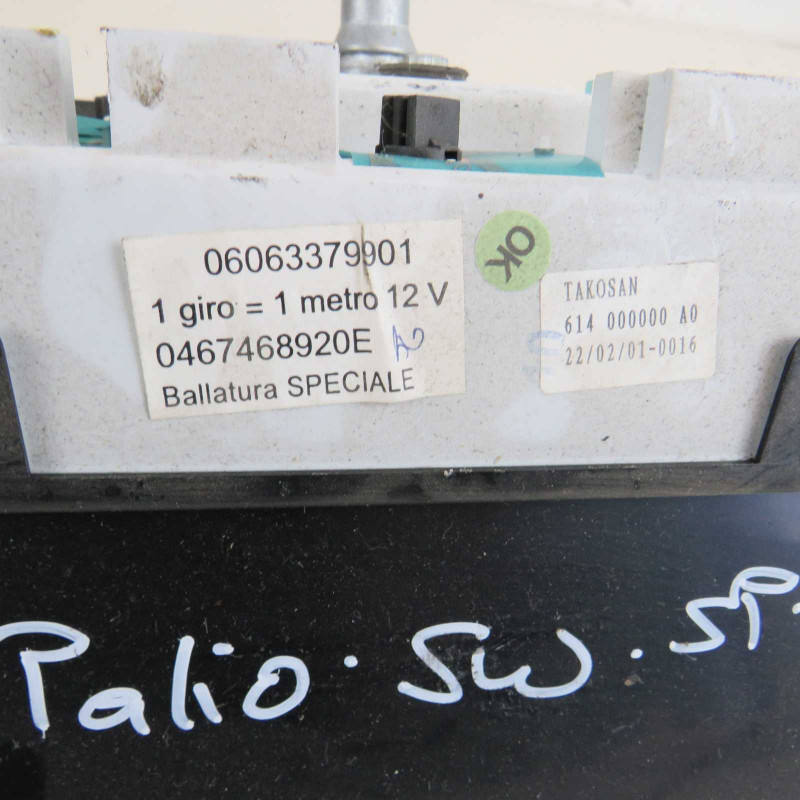 06063379901
1 giro = 1 metro 12 V
0467468920E A0
Ballatura SPECIALE
OK
TAKOSAN
614 000000 A0
22/02/01-0016
Palio. SW. SP.